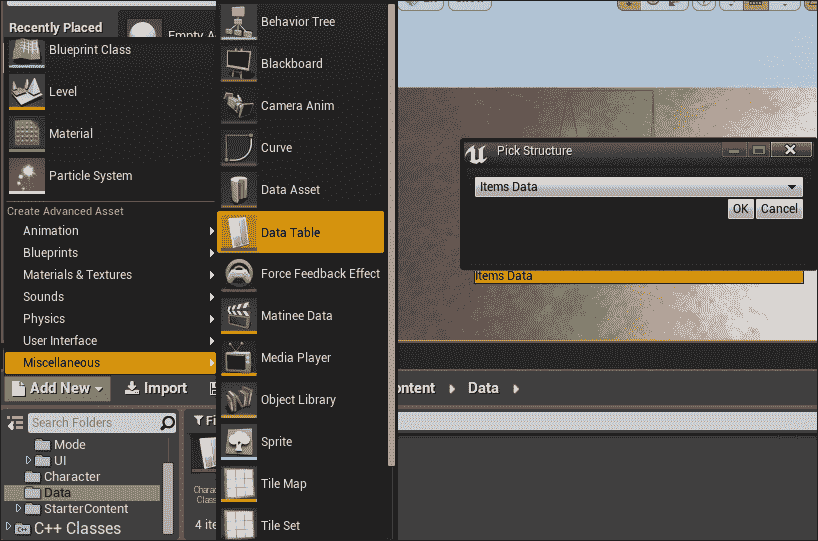 Recently Placed
Empty A
Blueprint Class
Level
Material
Particle System
Create Advanced Asset
Animation
Blueprints
Materials & Textures
Sounds
Physics
User Interface
Miscellaneous
Behavior Tree
Blackboard
Camera Anim
Curve
Data Asset
Data Table
Force Feedback Effect
Matinee Data
Media Player
Object Library
Sprite
Tile Map
Tile Set
Pick Structure
Items Data
OK Cancel
Items Data
Add New Import
ontent Data
Search Folders
Fi
Mode
UI
Character
Data
StarterContent
C++ Classes
Charac
Class
4 ite